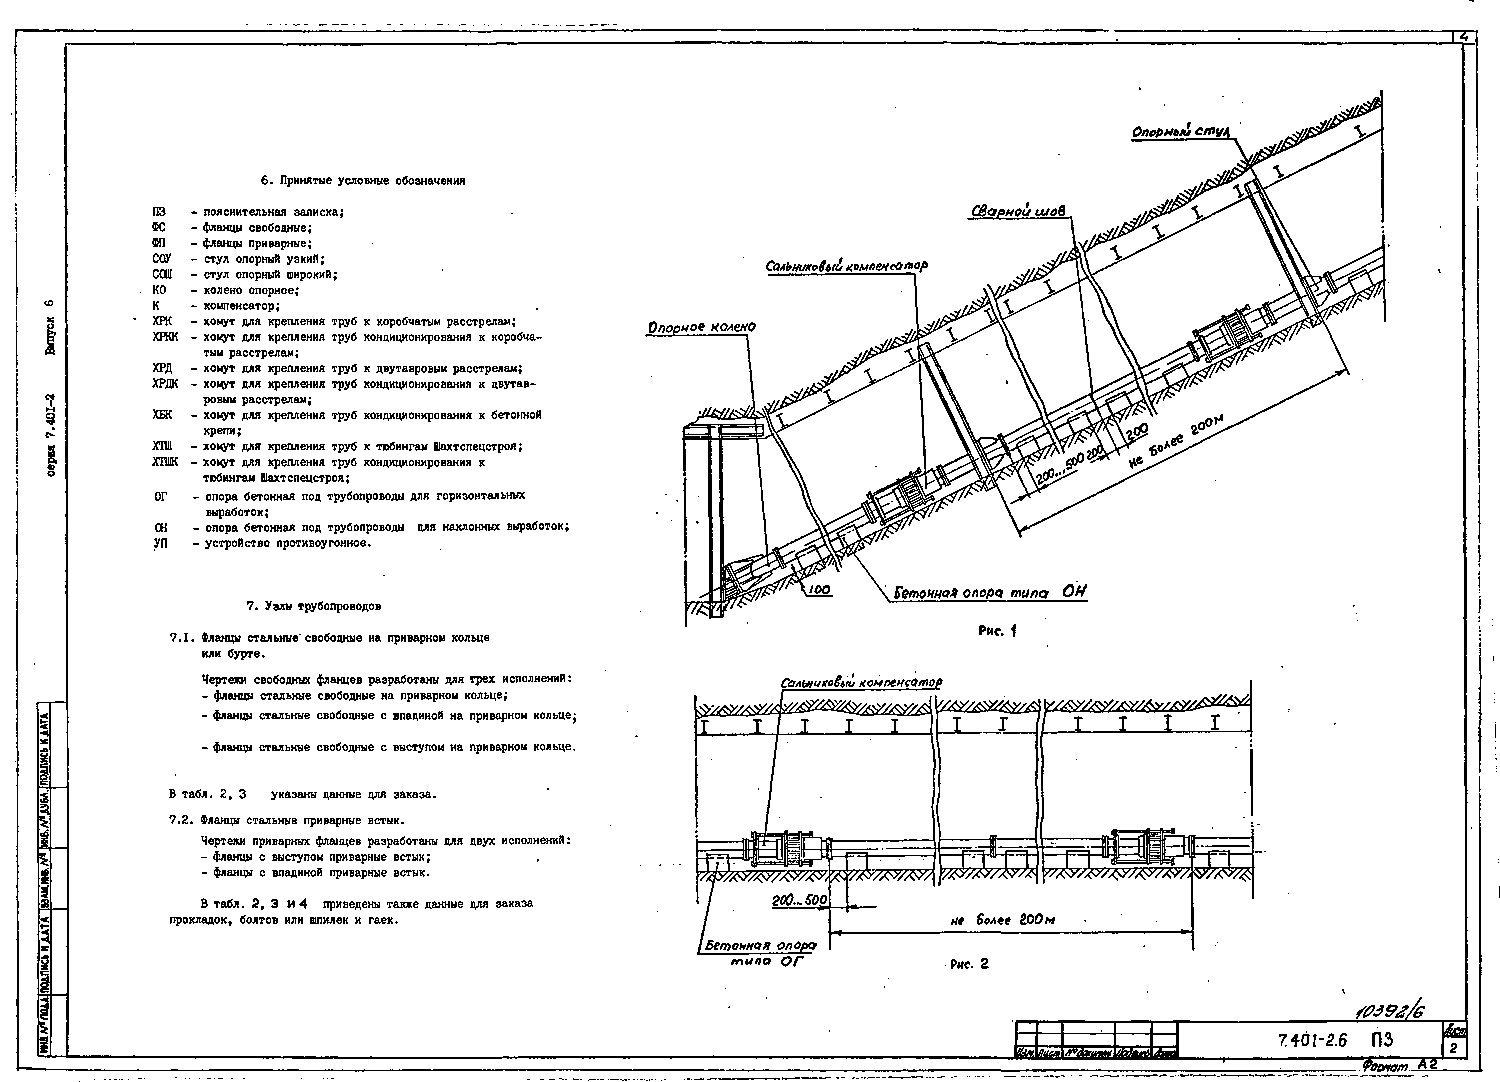 4
6. Принятые условные обозначения
ПЗ - пояснительная записка;
ФС - фланцы свободные;
ФП - фланцы приварные;
СОУ - стул опорный узкий;
СОШ - стул опорный широкий;
КО - колено опорное;
К - компенсатор;
ХРК - хомут для крепления труб к коробчатым расстрелам;
ХРКК - хомут для крепления труб кондиционирования к коробча-
тым расстрелам;
ХРД - хомут для крепления труб к двутавровым расстрелам;
ХРДК - хомут для крепления труб кондиционирования к двутав-
ровым расстрелам;
ХБК - хомут для крепления труб кондиционирования к бетонной
крепи;
ХТШ - хомут для крепления труб к тюбингам Шахтспецстроя;
ХТШК - хомут для крепления труб кондиционирования к
тюбингам Шахтспецстроя;
ОГ - опора бетонная под трубопроводы для горизонтальных
выработок;
ОН - опора бетонная под трубопроводы для наклонных выработок;
УП - устройство противоугонное.
7. Узлы трубопроводов
7.1. Фланцы стальные свободные на приварном кольце
или бурте.
Чертежи свободных фланцев разработаны для трех исполнений:
- фланцы стальные свободные на приварном кольце;
- фланцы стальные свободные с впадиной на приварном кольце;
- фланцы стальные свободные с выступом на приварном кольце.
В табл. 2, 3 указаны данные для заказа.
7.2. Фланцы стальные приварные встык.
Чертежи приварных фланцев разработаны для двух исполнений:
- фланцы с выступом приварные встык;
- фланцы с впадиной приварные встык.
В табл. 2, 3 и 4 приведены также данные для заказа
прокладок, болтов или шпилек и гаек.
серия 7.401-2 Выпуск 6
ИНВ.№ ПОДЛ. ПОДПИСЬ И ДАТА ВЗАМ.ИНВ.№ ИНВ.№ ДУБЛ. ПОДПИСЬ И ДАТА
Опорный стул
Сварной шов
Сальниковый компенсатор
Опорное колено
200...500 200 200
не более 200м
100
Бетонная опора типа ОН
Рис. 1
Сальниковый компенсатор
200...500
не более 200м
Бетонная опора
типа ОГ
Рис. 2
10392/6
Изм. Лист № докум. Подпись Дата
7.401-2.6 ПЗ
Лист
2
Формат А2